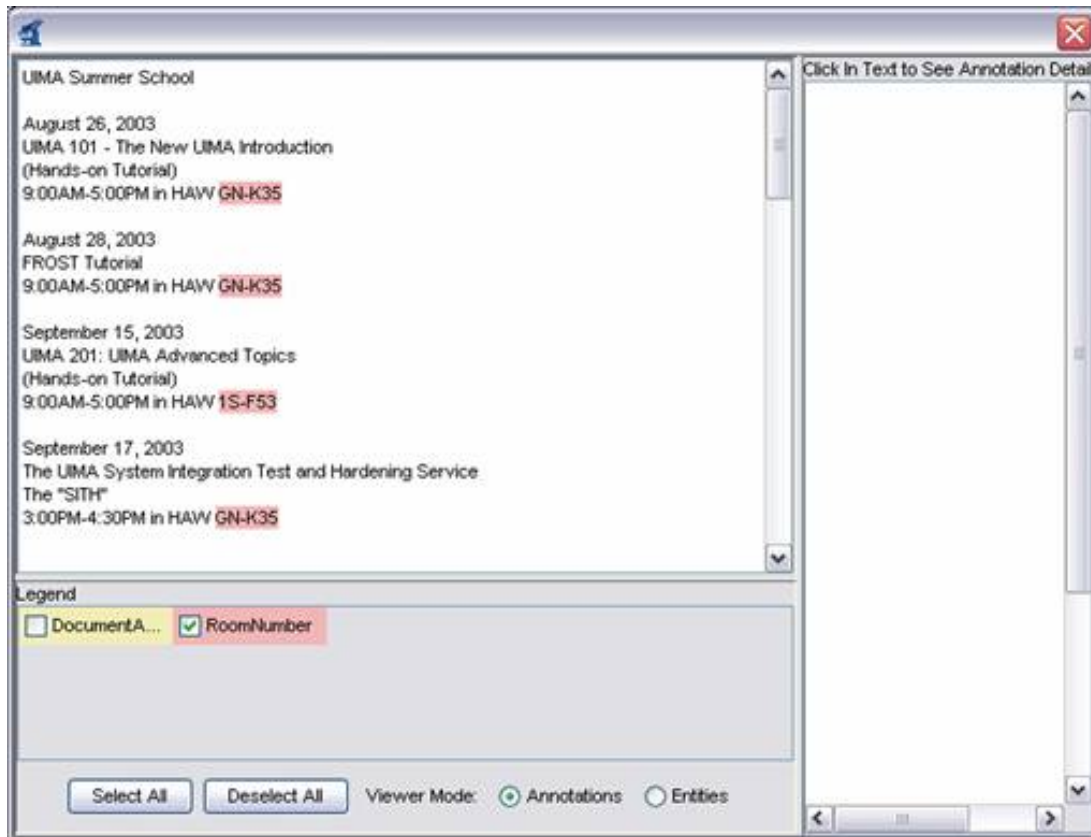 UIMA Summer School
August 26, 2003
UIMA 101 - The New UIMA Introduction
(Hands-on Tutorial)
9:00AM-5:00PM in HAW GN-K35
August 28, 2003
FROST Tutorial
9:00AM-5:00PM in HAW GN-K35
September 15, 2003
UIMA 201: UIMA Advanced Topics
(Hands-on Tutorial)
9:00AM-5:00PM in HAW 1S-F53
September 17, 2003
The UIMA System Integration Test and Hardening Service
The "SITH"
3:00PM-4:30PM in HAW GN-K35
Click In Text to See Annotation Detail
Legend
DocumentA... RoomNumber
Select All Deselect All Viewer Mode: Annotations Entities